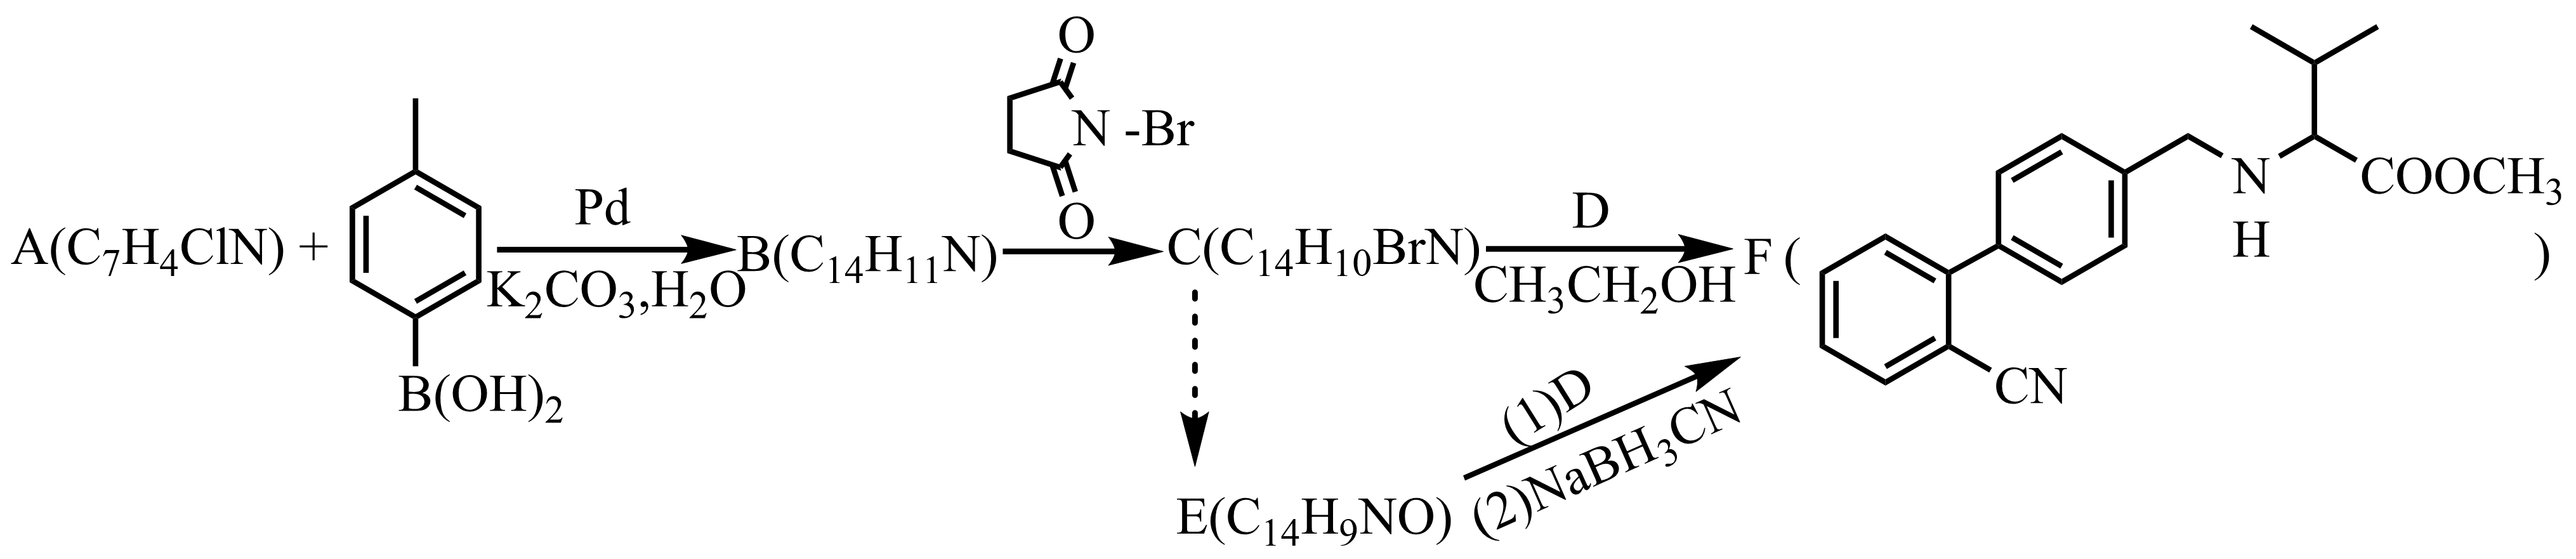 A(C₇H₄ClN) +
B(OH)₂
Pd
K₂CO₃,H₂O
B(C₁₄H₁₁N)
O
N -Br
O
C(C₁₄H₁₀BrN)
D
CH₃CH₂OH
F (
N
H
COOCH₃
CN
)
E(C₁₄H₉NO)
(1)D
(2)NaBH₃CN